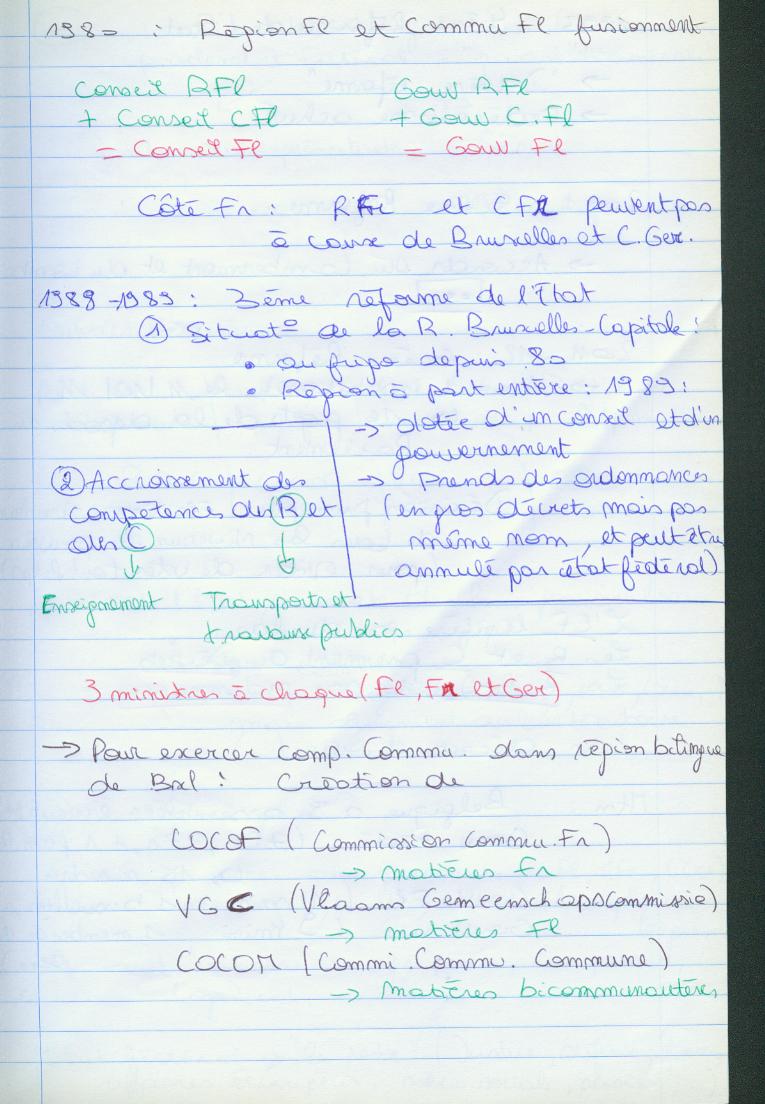 1980 : Région Fl et Commu Fl fusionnent
Conseil RFl Gouv RFl
+ Conseil CFl + Gouv C.Fl
= Conseil Fl = Gouv Fl
Côté Fr : et peuvent pas
à cause de Bruxelles et C. Ger.
1988-1989 : 3ème réforme de l'Etat
① Situat° de la R. Bruxelles-Capitale :
• au frigo depuis 80
• Région à part entière : 1989 :
→ dotée d'un Conseil et d'un
gouvernement
→ Prends des ordonnances
(en gros décrets mais pas
même nom, et peut être
annulé par état fédéral)
② Accroissement des
compétences des R et
des C
↓ ↓
Enseignement Transports et
travaux publics
3 ministres à chaque (Fl, Fr et Ger)
→ Pour exercer comp. Commu. dans région bilingue
de Bxl : Création de
COCOF (Commission Commu. Fr)
→ matières Fr
VGC (Vlaams Gemeenschapscommissie)
→ matières Fl
COCOM (Commi. Commu. Commune)
→ Matières bicommunautères